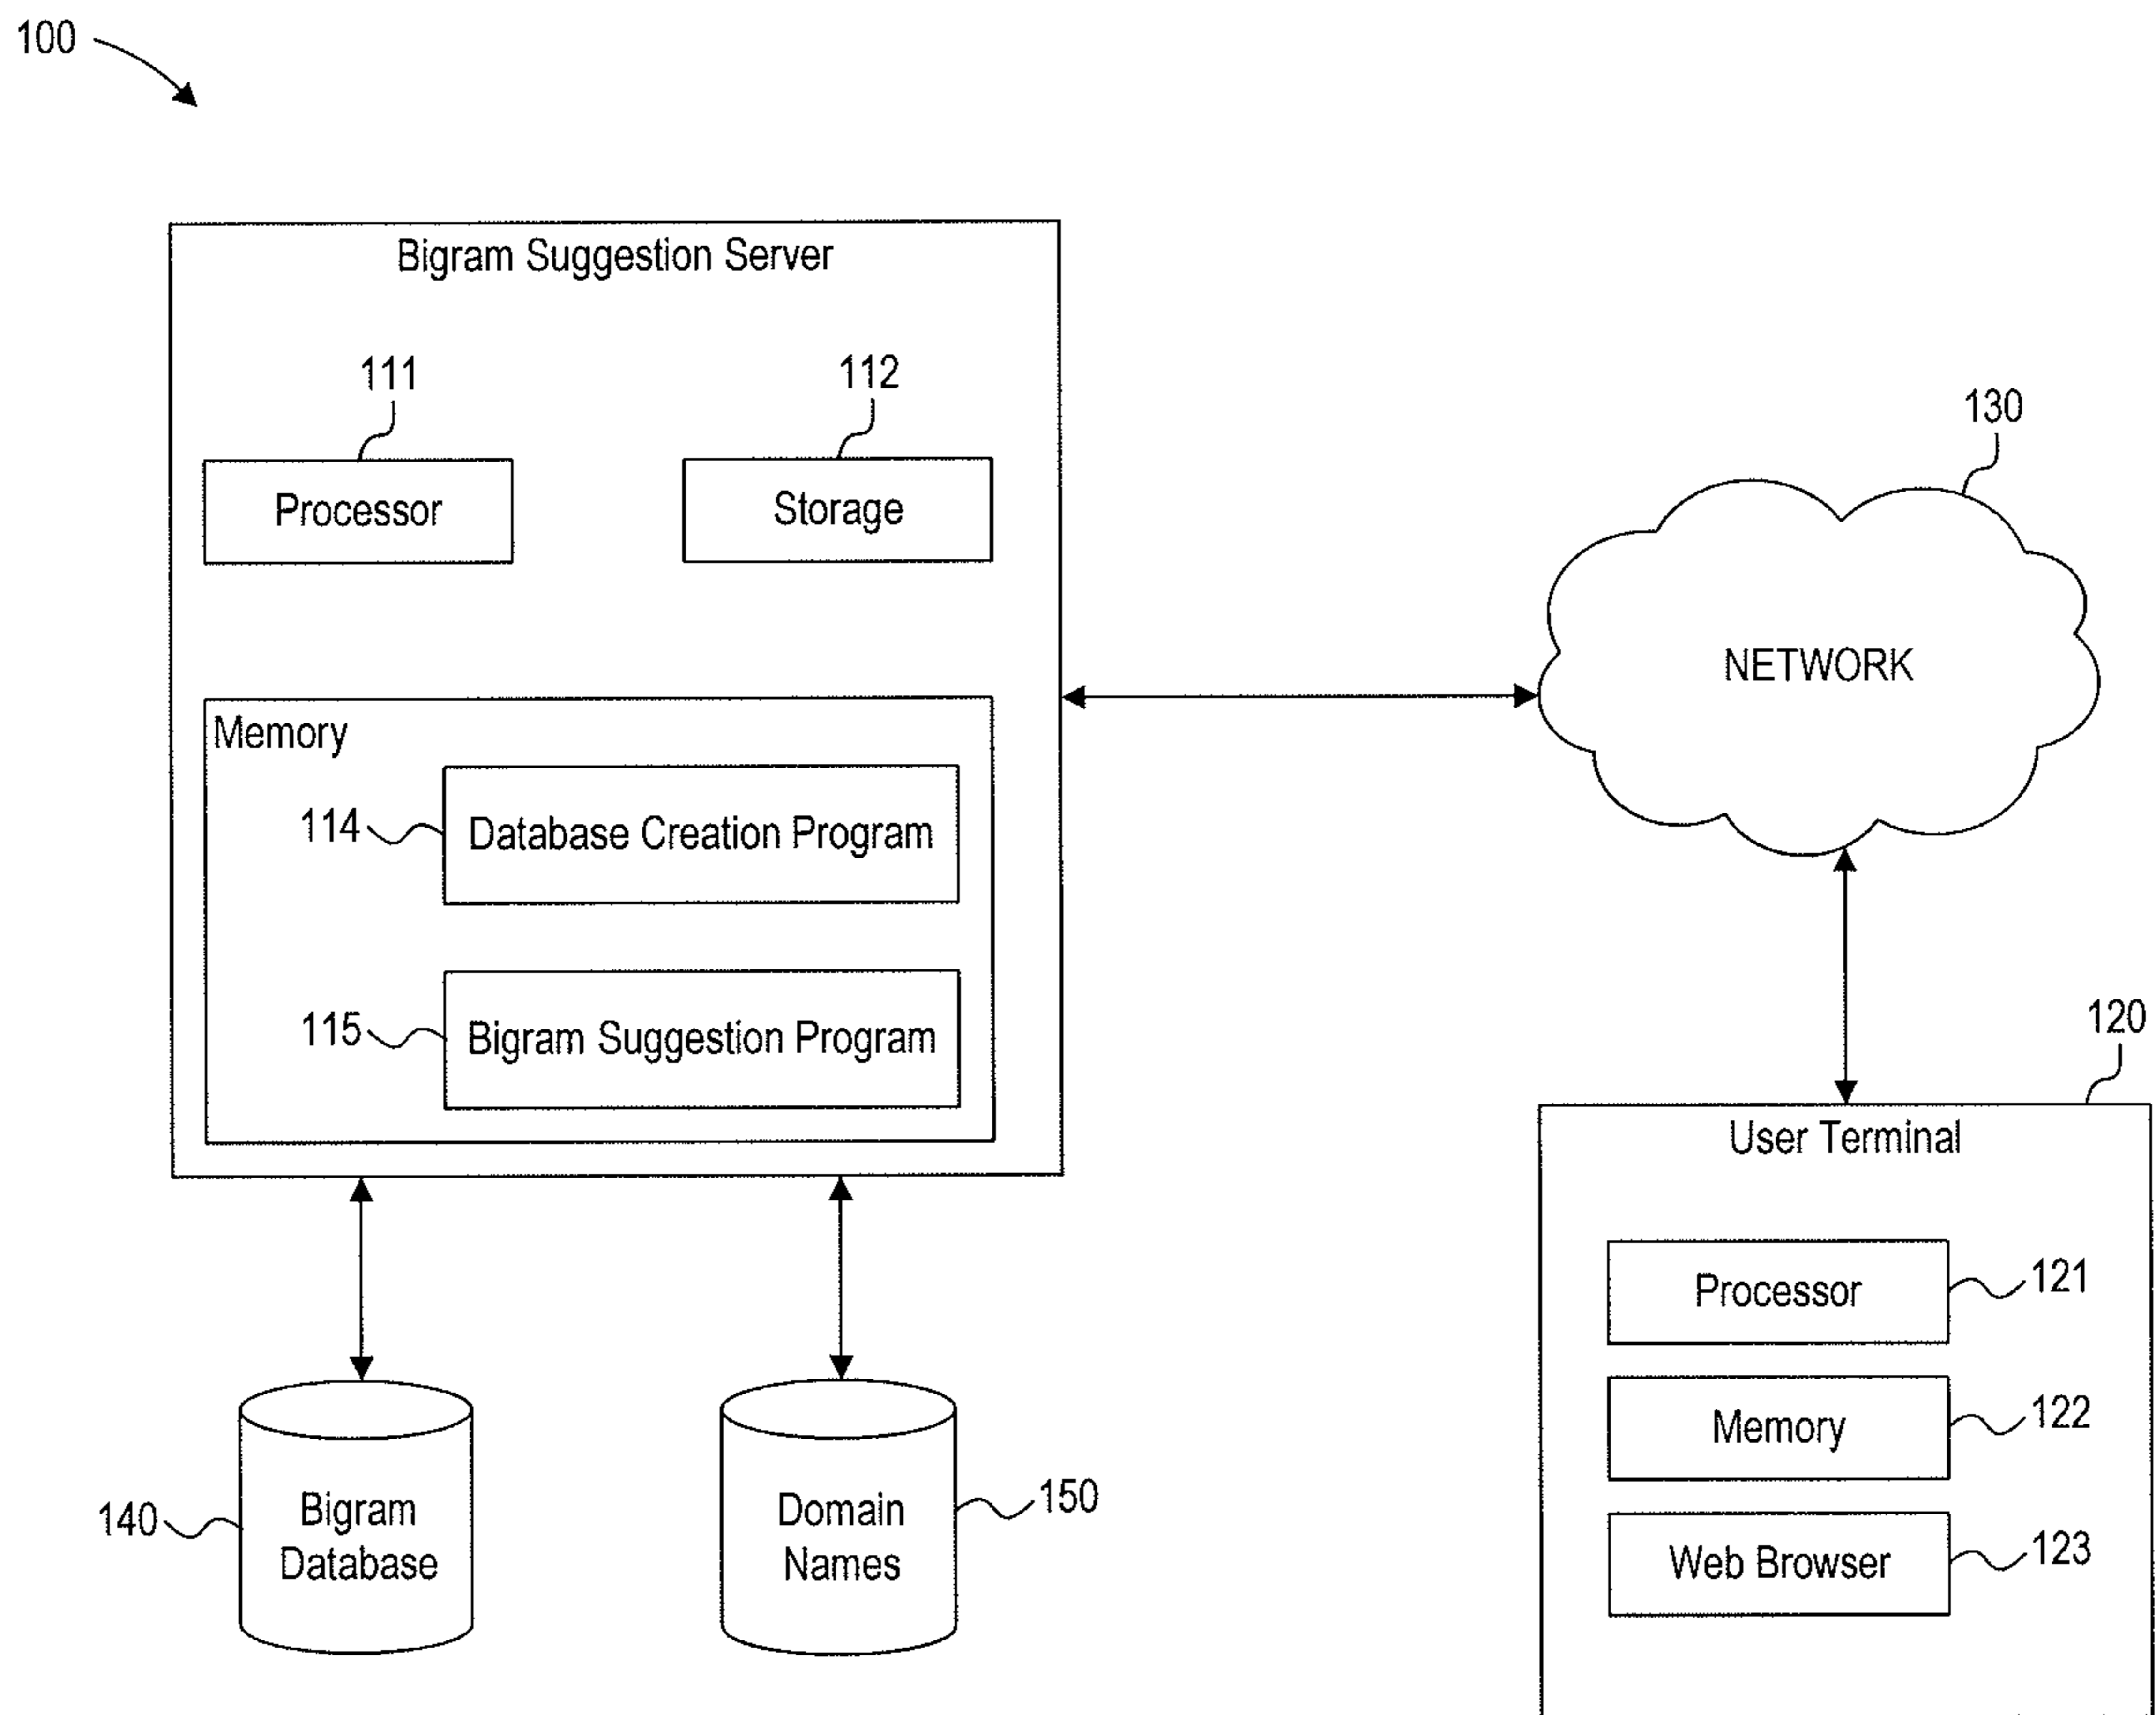 100
Bigram Suggestion Server
111
112
Processor
Storage
130
NETWORK
Memory
114
Database Creation Program
115
Bigram Suggestion Program
120
User Terminal
Processor
121
Memory
122
Web Browser
123
140
Bigram
Database
Domain
Names
150